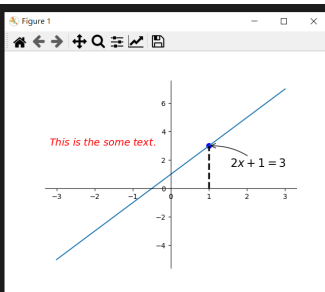 Figure 1
6
This is the some text.
4
2
2x + 1 = 3
−3 −2 −1 0 1 2 3
−2
−4